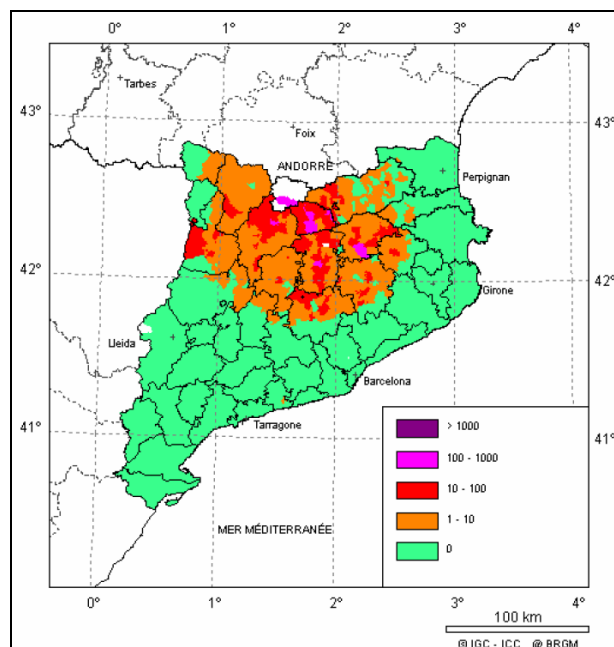 0° 1° 2° 3° 4°
43°
Tarbes
Foix
43°
ANDORRE
Perpignan
42°
42°
Girone
Lleida
Barcelona
41°
Tarragone
41°
> 1000
100 - 1000
10 - 100
1 - 10
0
MER MÉDITERRANÉE
0° 1° 2° 3° 4°
100 km
@ IGC - ICC @ BRGM